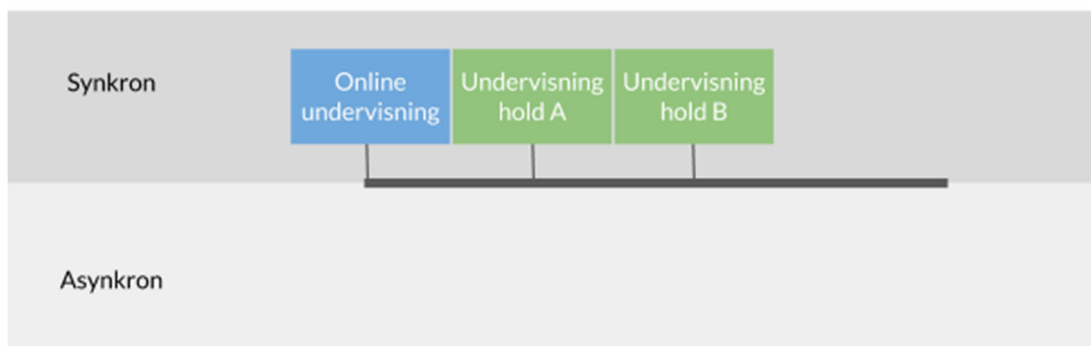 Synkron
Online
undervisning
Undervisning
hold A
Undervisning
hold B
Asynkron